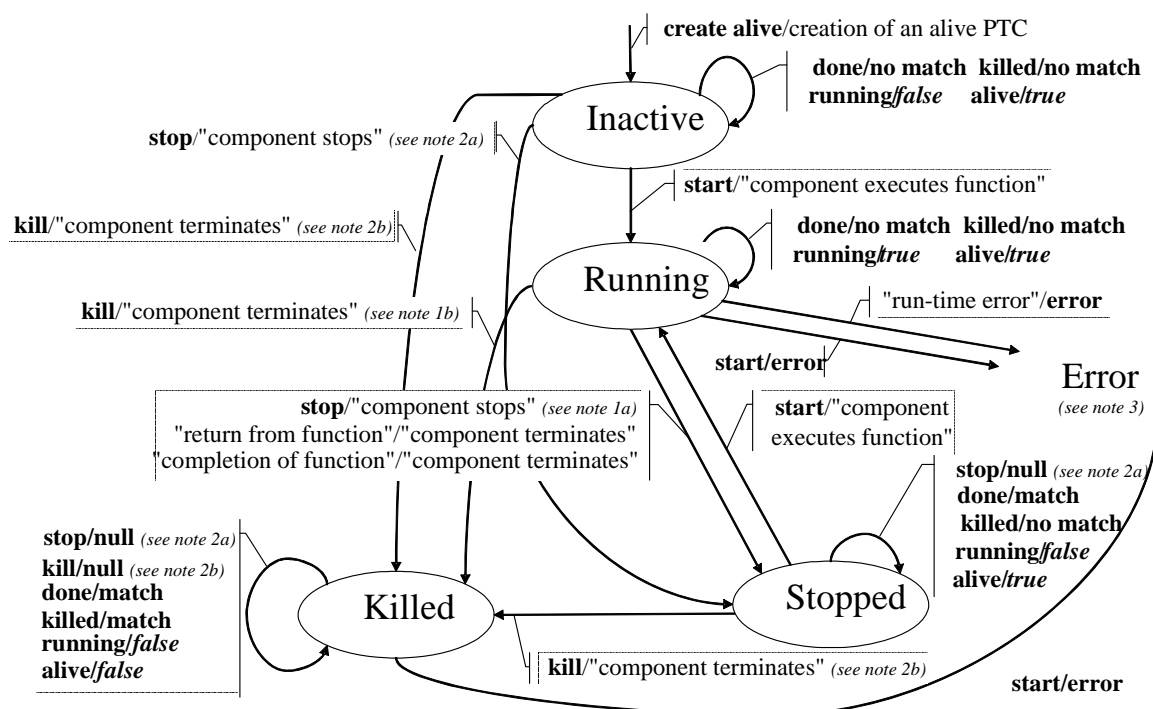 create alive/creation of an alive PTC
done/no match killed/no match
running/false alive/true
Inactive
stop/"component stops" (see note 2a)
start/"component executes function"
kill/"component terminates" (see note 2b)
done/no match killed/no match
running/true alive/true
Running
"run-time error"/error
kill/"component terminates" (see note 1b)
start/error
Error
(see note 3)
stop/"component stops" (see note 1a)
"return from function"/"component terminates"
"completion of function"/"component terminates"
start/"component
executes function"
stop/null (see note 2a)
done/match
killed/no match
running/false
alive/true
stop/null (see note 2a)
kill/null (see note 2b)
done/match
killed/match
running/false
alive/false
Killed
Stopped
kill/"component terminates" (see note 2b)
start/error